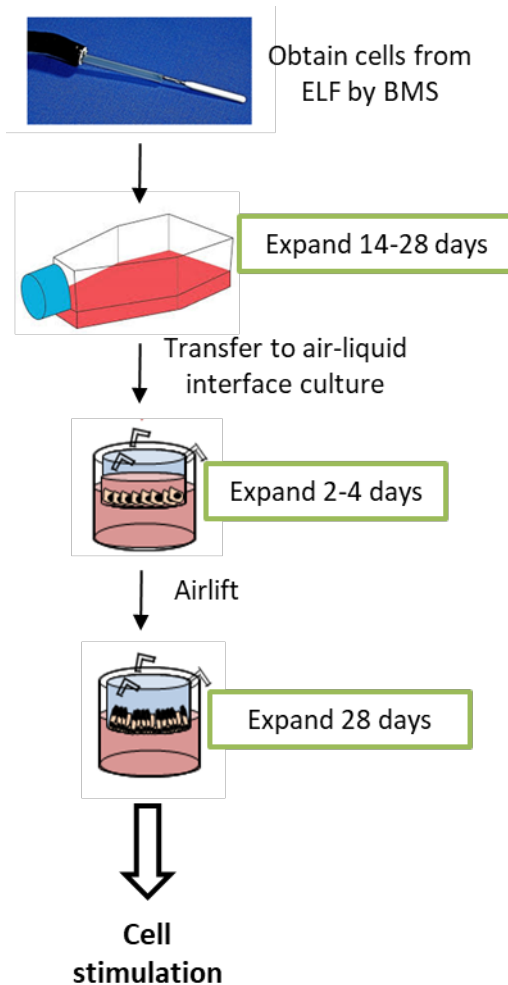 Obtain cells from
ELF by BMS
Expand 14-28 days
Transfer to air-liquid
interface culture
Expand 2-4 days
Airlift
Expand 28 days
Cell
stimulation